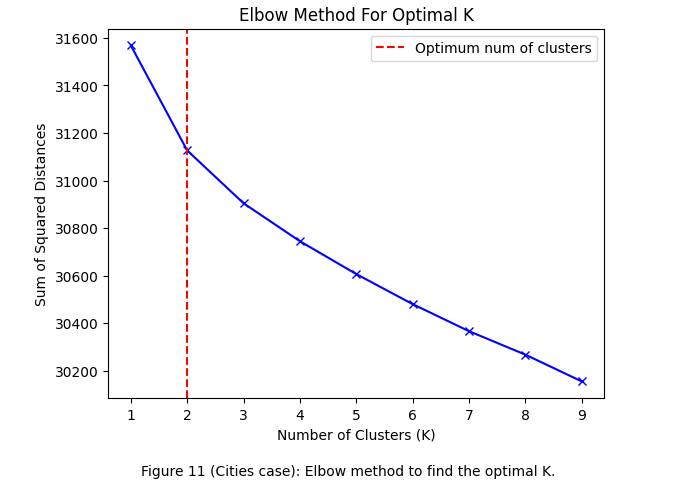 Elbow Method For Optimal K
Optimum num of clusters
Sum of Squared Distances
31600
31400
31200
31000
30800
30600
30400
30200
1 2 3 4 5 6 7 8 9
Number of Clusters (K)
Figure 11 (Cities case): Elbow method to find the optimal K.